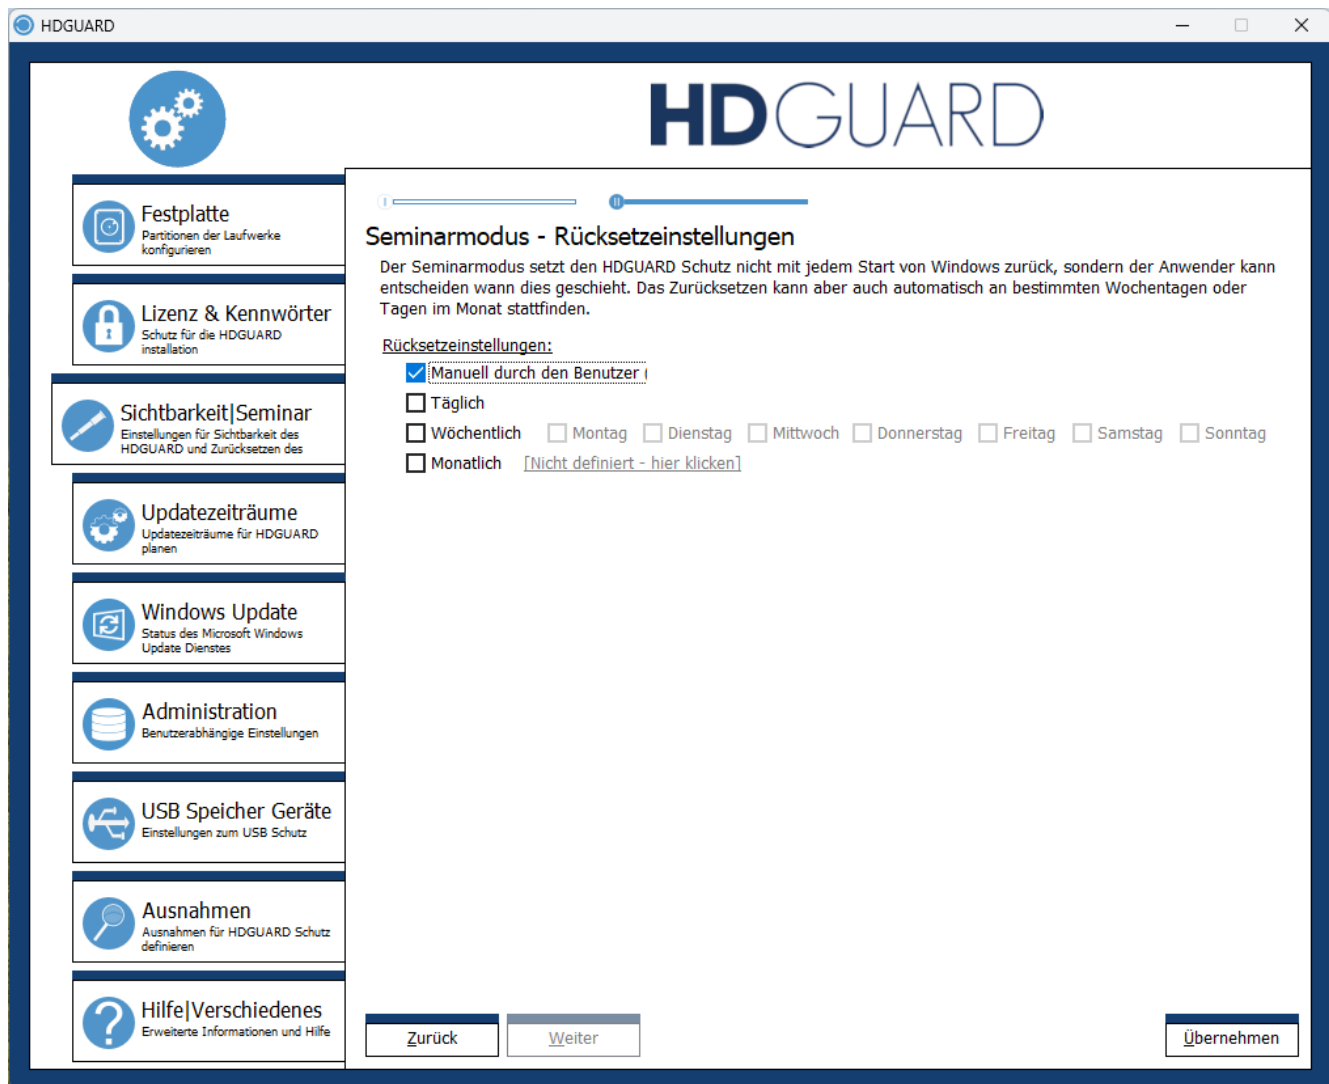 HDGUARD
HDGUARD
Festplatte
Partitionen der Laufwerke
konfigurieren
Lizenz & Kennwörter
Schutz für die HDGUARD
installation
Sichtbarkeit|Seminar
Einstellungen für Sichtbarkeit des
HDGUARD und Zurücksetzen des
Updatezeiträume
Updatezeiträume für HDGUARD
planen
Windows Update
Status des Microsoft Windows
Update Dienstes
Administration
Benutzerabhängige Einstellungen
USB Speicher Geräte
Einstellungen zum USB Schutz
Ausnahmen
Ausnahmen für HDGUARD Schutz
definieren
Hilfe|Verschiedenes
Erweiterte Informationen und Hilfe
I II
Seminarmodus - Rücksetzeinstellungen
Der Seminarmodus setzt den HDGUARD Schutz nicht mit jedem Start von Windows zurück, sondern der Anwender kann
entscheiden wann dies geschieht. Das Zurücksetzen kann aber auch automatisch an bestimmten Wochentagen oder
Tagen im Monat stattfinden.
Rücksetzeinstellungen:
Manuell durch den Benutzer (
Täglich
Wöchentlich Montag Dienstag Mittwoch Donnerstag Freitag Samstag Sonntag
Monatlich [Nicht definiert - hier klicken]
Zurück Weiter Übernehmen